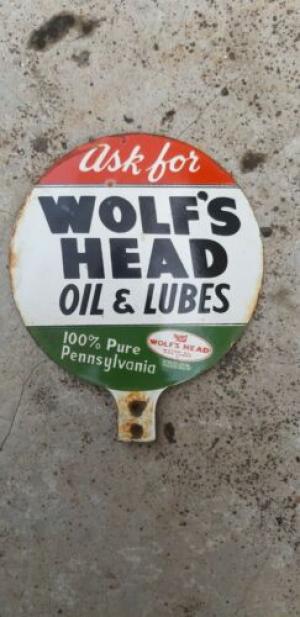 Ask for
WOLF'S
HEAD
OIL & LUBES
100% Pure
Pennsylvania
WOLF'S HEAD